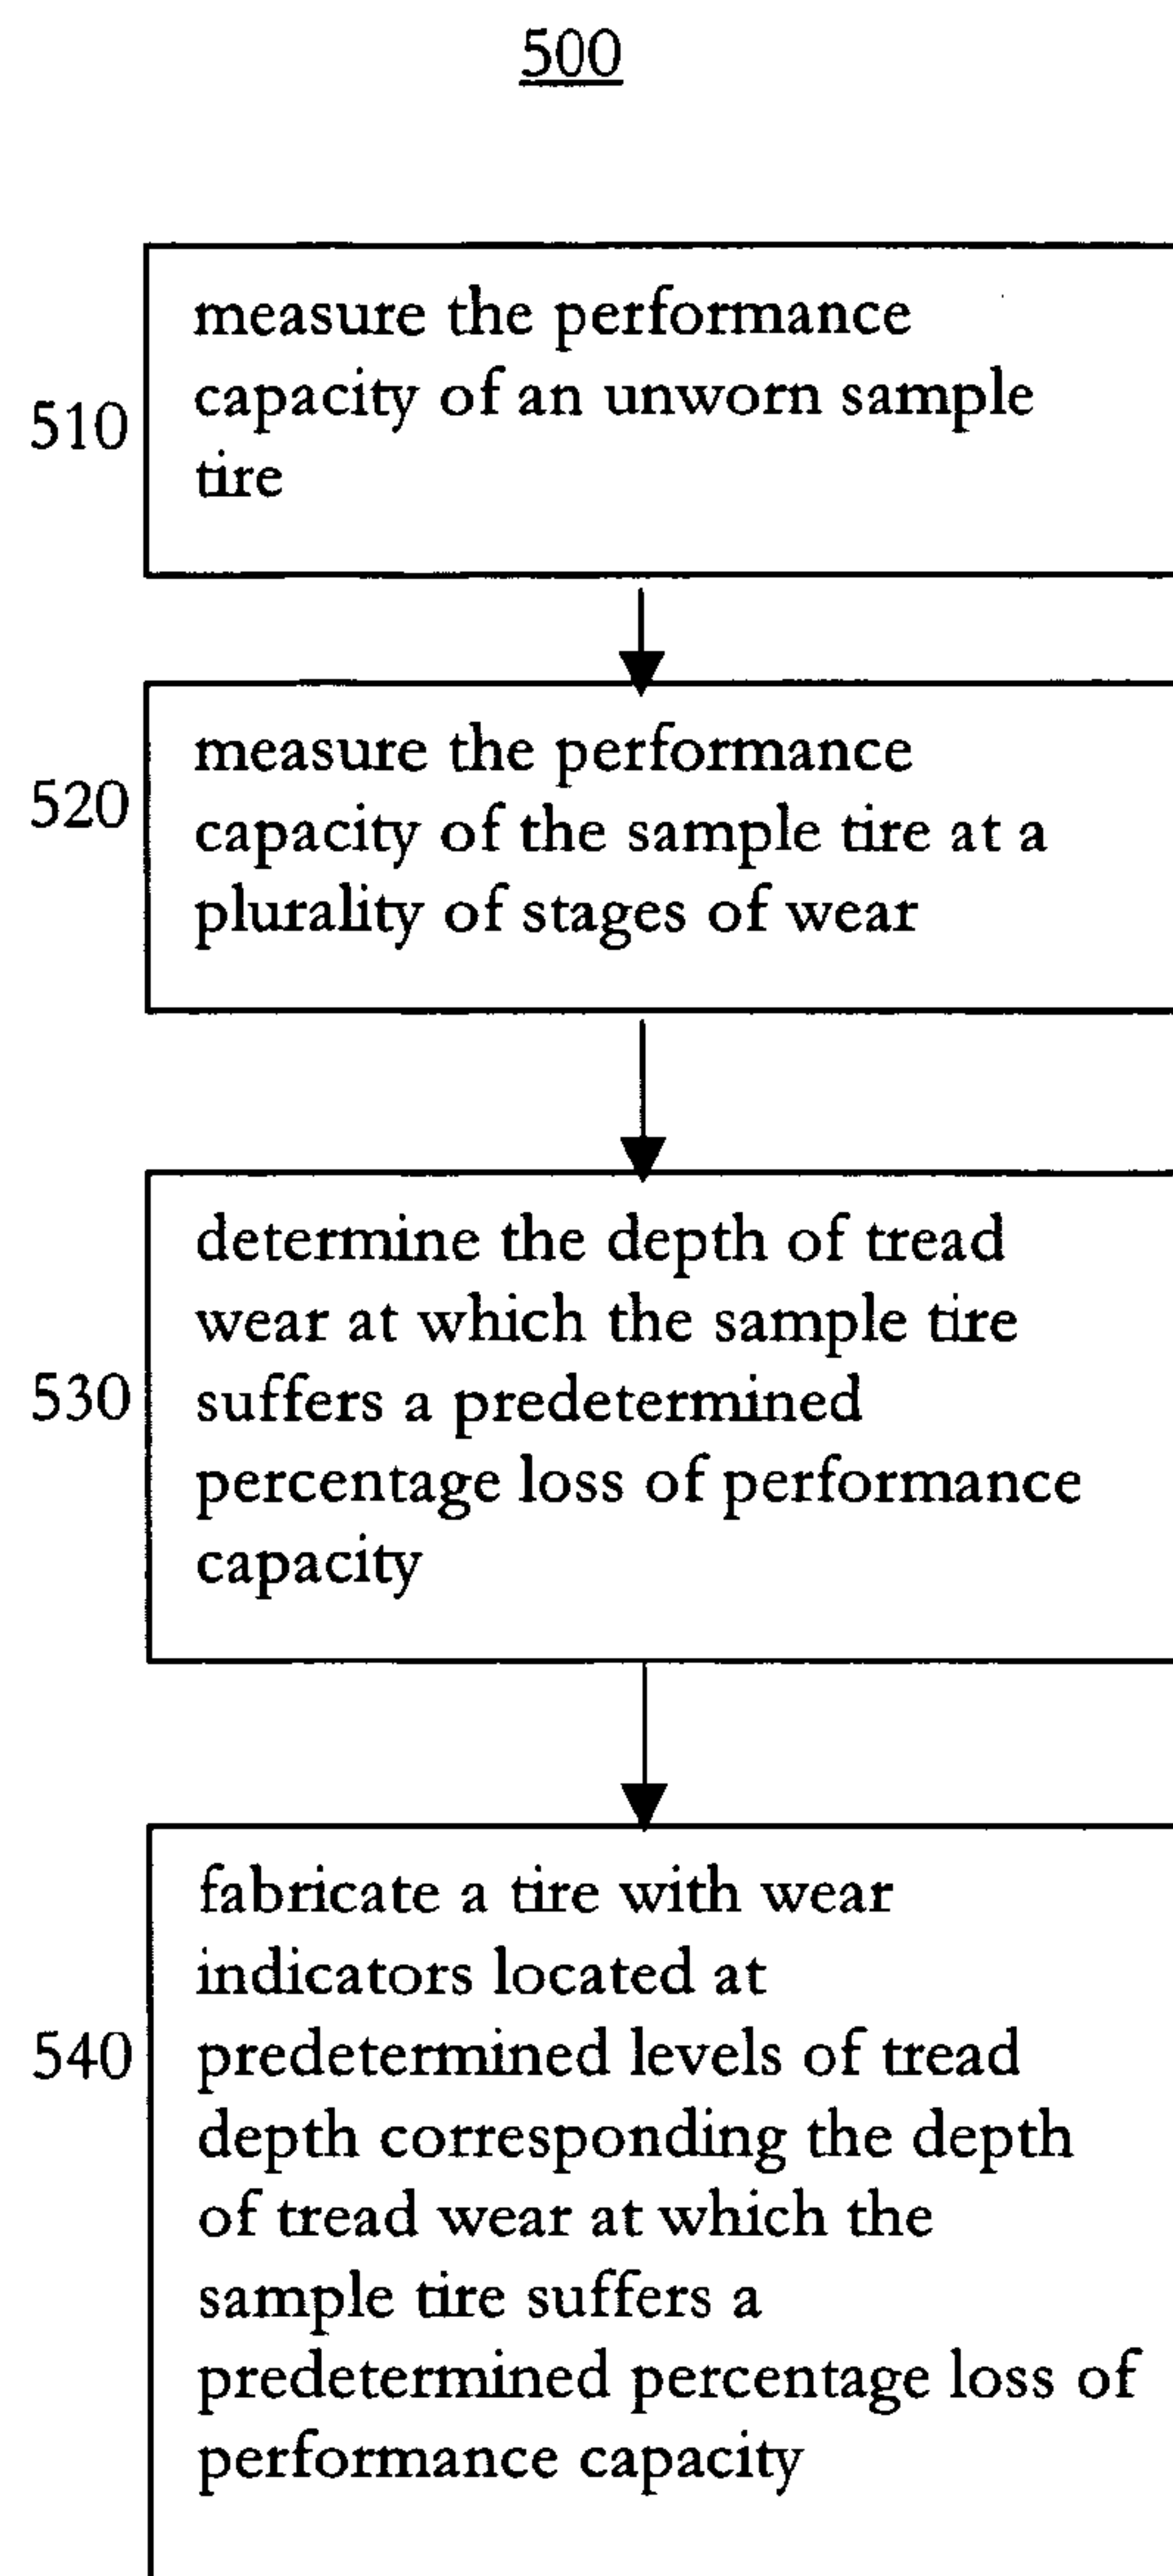 500
measure the performance
capacity of an unworn sample
tire
510
measure the performance
capacity of the sample tire at a
plurality of stages of wear
520
determine the depth of tread
wear at which the sample tire
suffers a predetermined
percentage loss of performance
capacity
530
fabricate a tire with wear
indicators located at
predetermined levels of tread
depth corresponding the depth
of tread wear at which the
sample tire suffers a
predetermined percentage loss of
performance capacity
540